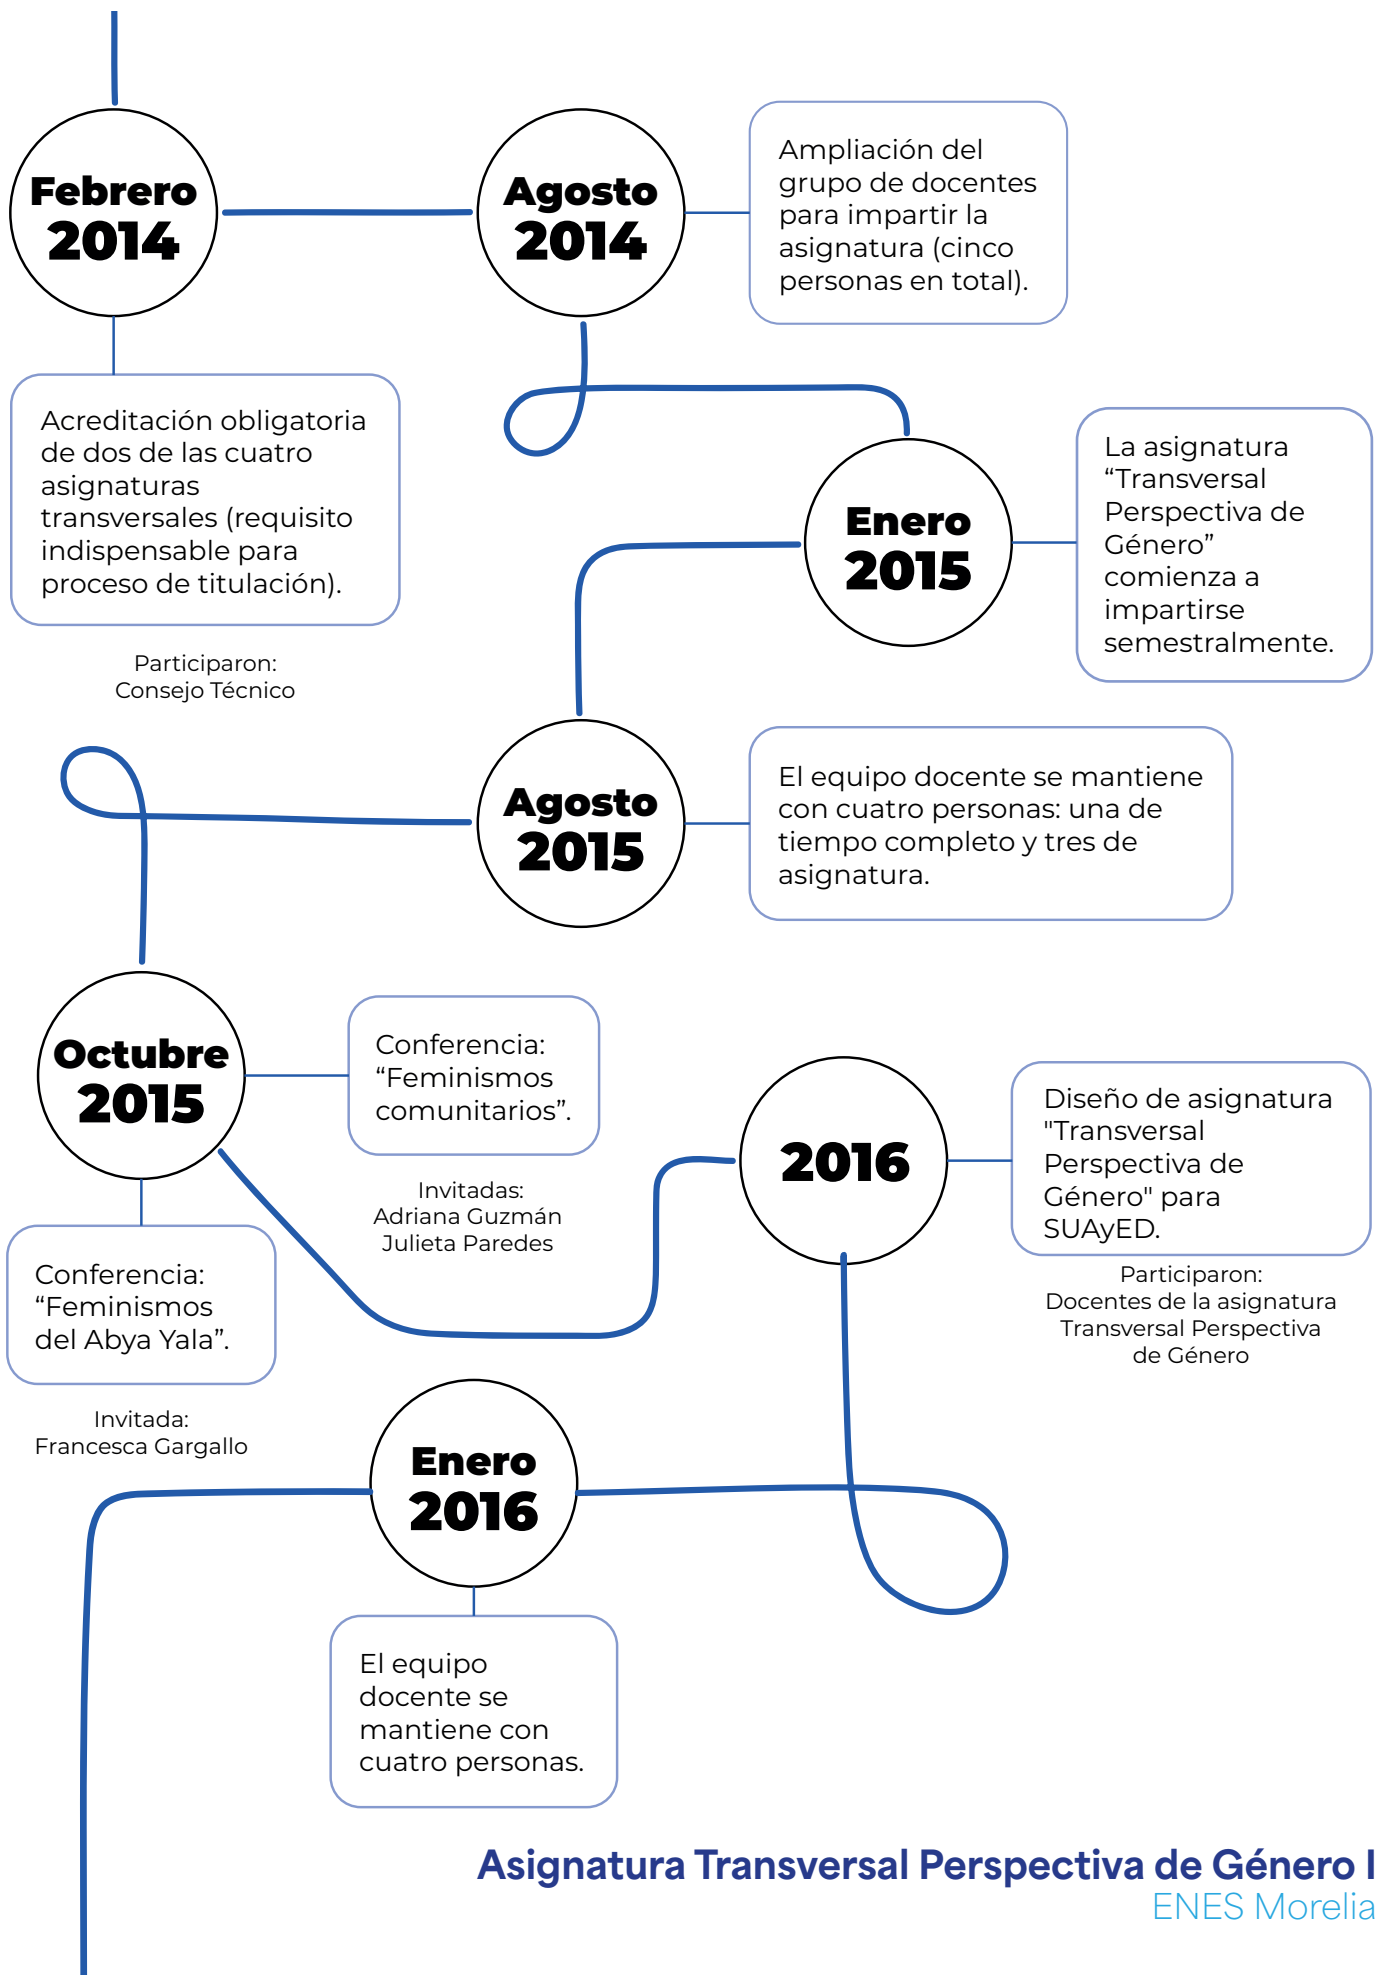 Febrero
2014
Acreditación obligatoria
de dos de las cuatro
asignaturas
transversales (requisito
indispensable para
proceso de titulación).
Participaron:
Consejo Técnico
Agosto
2014
Ampliación del
grupo de docentes
para impartir la
asignatura (cinco
personas en total).
Enero
2015
La asignatura
“Transversal
Perspectiva de
Género”
comienza a
impartirse
semestralmente.
Agosto
2015
El equipo docente se mantiene
con cuatro personas: una de
tiempo completo y tres de
asignatura.
Octubre
2015
Conferencia:
“Feminismos
comunitarios”.
Invitadas:
Adriana Guzmán
Julieta Paredes
Conferencia:
“Feminismos
del Abya Yala”.
Invitada:
Francesca Gargallo
2016
Diseño de asignatura
"Transversal
Perspectiva de
Género" para
SUAyED.
Participaron:
Docentes de la asignatura
Transversal Perspectiva
de Género
Enero
2016
El equipo
docente se
mantiene con
cuatro personas.
Asignatura Transversal Perspectiva de Género I
ENES Morelia